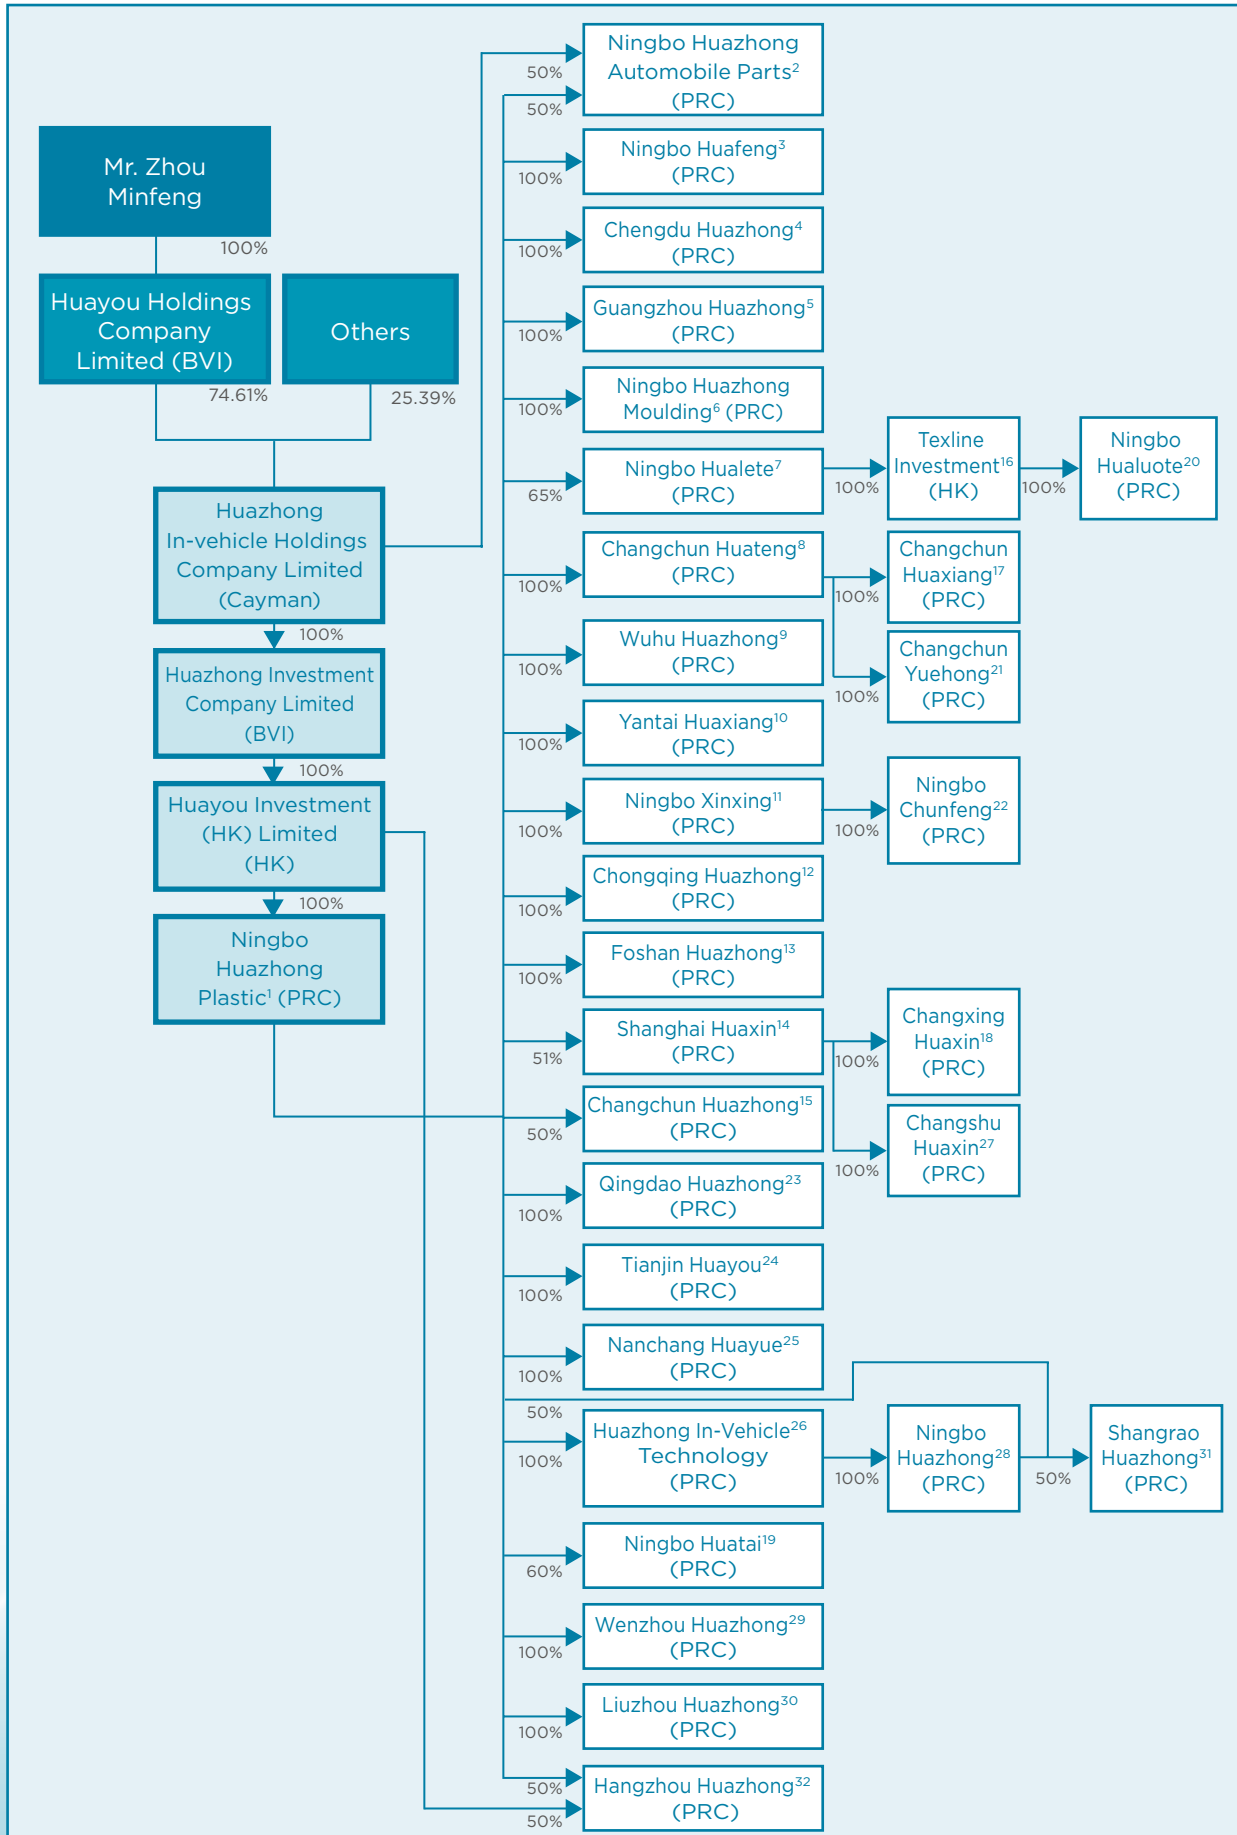 Mr. Zhou
Minfeng
100%
Huayou Holdings
Company
Limited (BVI)
74.61%
Others
25.39%
Huazhong
In-vehicle Holdings
Company Limited
(Cayman)
100%
Huazhong Investment
Company Limited
(BVI)
100%
Huayou Investment
(HK) Limited
(HK)
100%
Ningbo
Huazhong
Plastic¹ (PRC)
50%
50%
Ningbo Huazhong
Automobile Parts²
(PRC)
100%
Ningbo Huafeng³
(PRC)
100%
Chengdu Huazhong⁴
(PRC)
100%
Guangzhou Huazhong⁵
(PRC)
100%
Ningbo Huazhong
Moulding⁶ (PRC)
65%
Ningbo Hualete⁷
(PRC)
100%
Texline
Investment¹⁶
(HK)
100%
Ningbo
Hualuote²⁰
(PRC)
100%
Changchun Huateng⁸
(PRC)
100%
Changchun
Huaxiang¹⁷
(PRC)
100%
Changchun
Yuehong²¹
(PRC)
100%
Wuhu Huazhong⁹
(PRC)
100%
Yantai Huaxiang¹⁰
(PRC)
100%
Ningbo Xinxing¹¹
(PRC)
100%
Ningbo
Chunfeng²²
(PRC)
100%
Chongqing Huazhong¹²
(PRC)
100%
Foshan Huazhong¹³
(PRC)
51%
Shanghai Huaxin¹⁴
(PRC)
100%
Changxing
Huaxin¹⁸
(PRC)
100%
Changshu
Huaxin²⁷
(PRC)
50%
Changchun Huazhong¹⁵
(PRC)
100%
Qingdao Huazhong²³
(PRC)
100%
Tianjin Huayou²⁴
(PRC)
100%
Nanchang Huayue²⁵
(PRC)
50%
100%
Huazhong In-Vehicle²⁶
Technology
(PRC)
100%
Ningbo
Huazhong²⁸
(PRC)
50%
Shangrao
Huazhong³¹
(PRC)
60%
Ningbo Huatai¹⁹
(PRC)
100%
Wenzhou Huazhong²⁹
(PRC)
100%
Liuzhou Huazhong³⁰
(PRC)
50%
50%
Hangzhou Huazhong³²
(PRC)